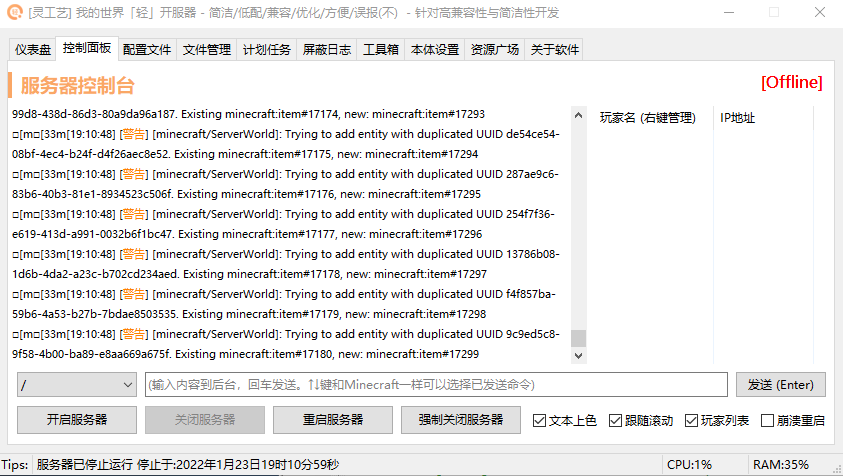 [灵工艺] 我的世界「轻」开服器 - 简洁/低配/兼容/优化/方便/误报(不) - 针对高兼容性与简洁性开发
仪表盘 控制面板 配置文件 文件管理 计划任务 屏蔽日志 工具箱 本体设置 资源广场 关于软件
服务器控制台 [Offline]
玩家名 (右键管理) IP地址
99d8-438d-86d3-80a9da96a187. Existing minecraft:item#17174, new: minecraft:item#17293
□[m□[33m[19:10:48] [警告] [minecraft/ServerWorld]: Trying to add entity with duplicated UUID de54ce54-
08bf-4ec4-b24f-d4f26aec8e52. Existing minecraft:item#17175, new: minecraft:item#17294
□[m□[33m[19:10:48] [警告] [minecraft/ServerWorld]: Trying to add entity with duplicated UUID 287ae9c6-
83b6-40b3-81e1-8934523c506f. Existing minecraft:item#17176, new: minecraft:item#17295
□[m□[33m[19:10:48] [警告] [minecraft/ServerWorld]: Trying to add entity with duplicated UUID 254f7f36-
e619-413d-a991-0032b6f1bc47. Existing minecraft:item#17177, new: minecraft:item#17296
□[m□[33m[19:10:48] [警告] [minecraft/ServerWorld]: Trying to add entity with duplicated UUID 13786b08-
1d6b-4da2-a23c-b702cd234aed. Existing minecraft:item#17178, new: minecraft:item#17297
□[m□[33m[19:10:48] [警告] [minecraft/ServerWorld]: Trying to add entity with duplicated UUID f4f857ba-
59b6-4a53-b27b-7bdae8503535. Existing minecraft:item#17179, new: minecraft:item#17298
□[m□[33m[19:10:48] [警告] [minecraft/ServerWorld]: Trying to add entity with duplicated UUID 9c9ed5c8-
9f58-4b00-ba89-e8aa669a675f. Existing minecraft:item#17180, new: minecraft:item#17299
/ (输入内容到后台，回车发送。↑↓键和Minecraft一样可以选择已发送命令) 发送 (Enter)
开启服务器 关闭服务器 重启服务器 强制关闭服务器 文本上色 跟随滚动 玩家列表 崩溃重启
Tips: 服务器已停止运行 停止于:2022年1月23日19时10分59秒 CPU:1% RAM:35%